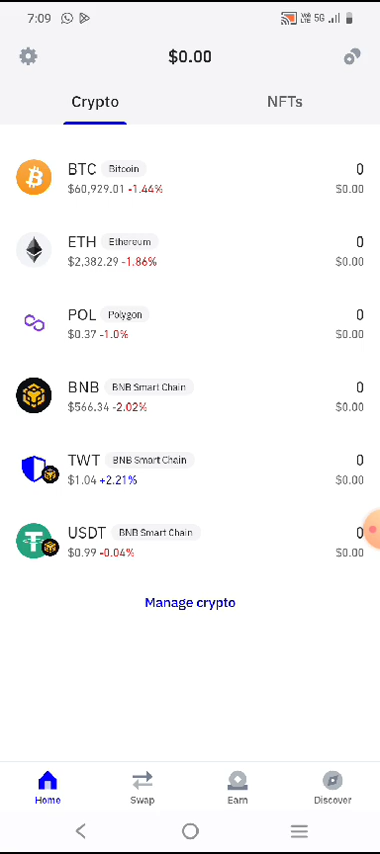 7:09 Vo) LTE 5G
$0.00
Crypto NFTs
BTC Bitcoin 0
$60,929.01 -1.44% $0.00
ETH Ethereum 0
$2,382.29 -1.86% $0.00
POL Polygon 0
$0.37 -1.0% $0.00
BNB BNB Smart Chain 0
$566.34 -2.02% $0.00
TWT BNB Smart Chain 0
$1.04 +2.21% $0.00
USDT BNB Smart Chain 0
$0.99 -0.04% $0.00
Manage crypto
Home Swap Earn Discover